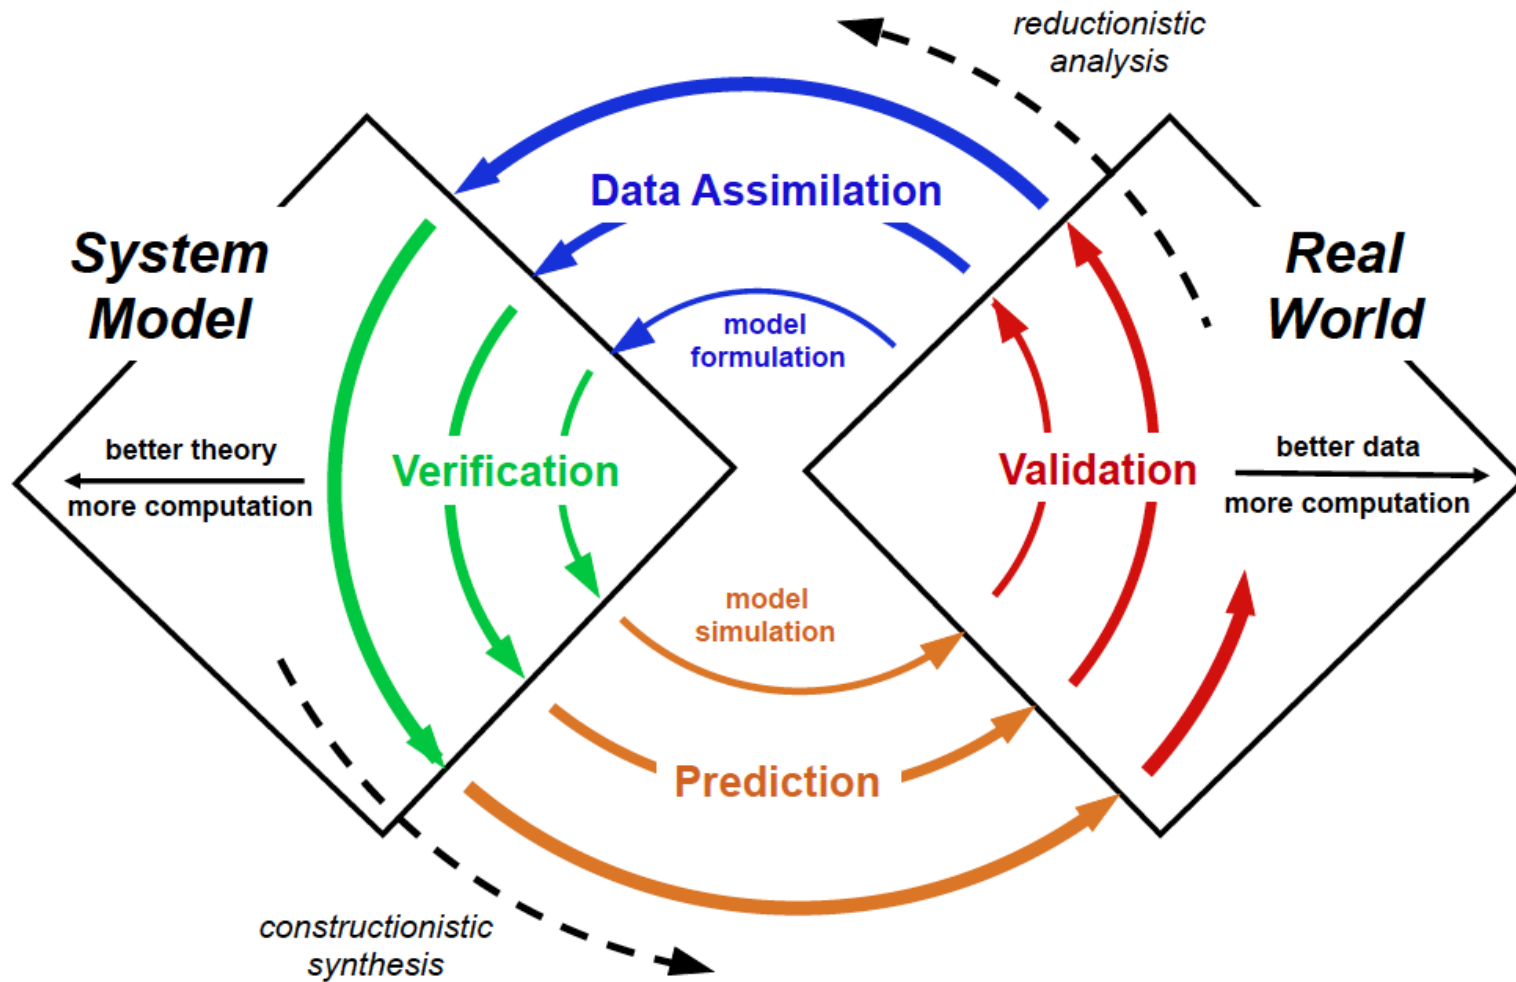 reductionistic
analysis
Data Assimilation
System
Model
Real
World
model
formulation
better theory
more computation
Verification
Validation
better data
more computation
model
simulation
Prediction
constructionistic
synthesis